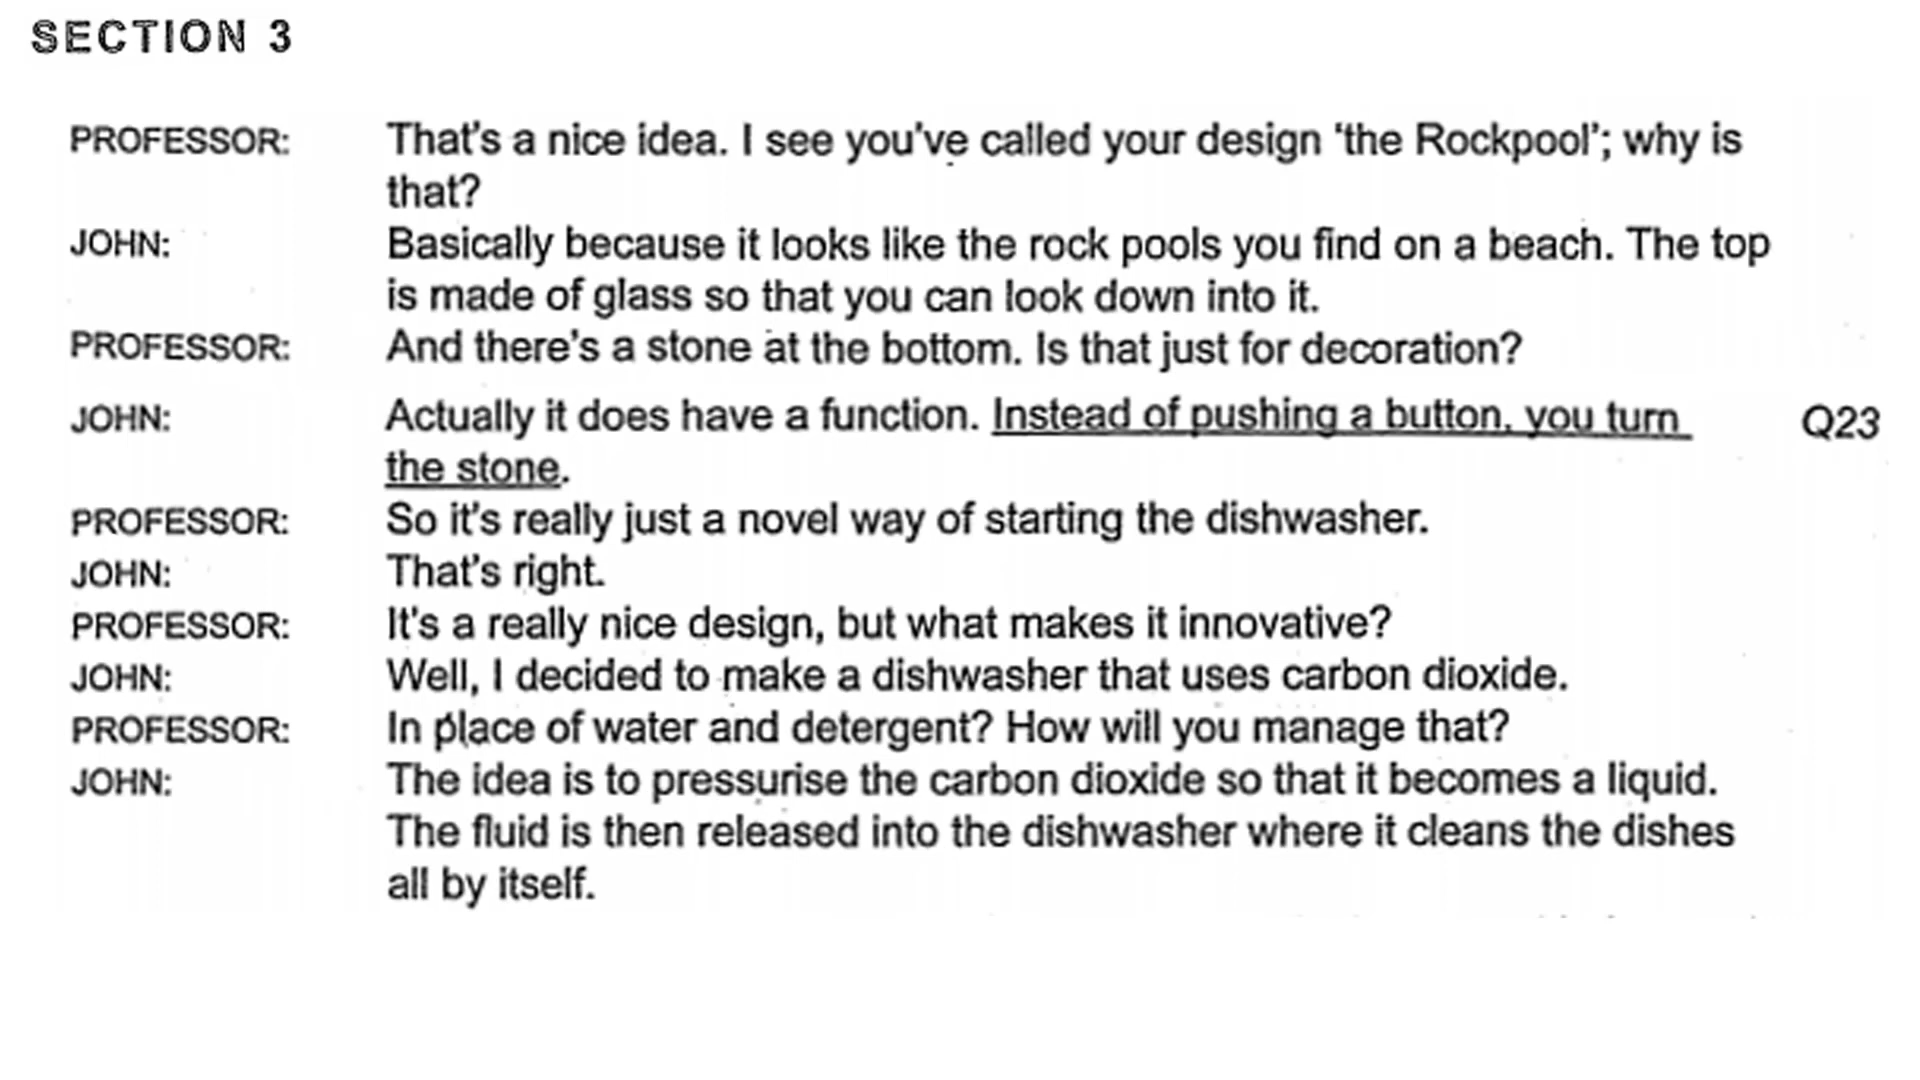 SECTION 3
PROFESSOR: That's a nice idea. I see you've called your design 'the Rockpool'; why is
that?
JOHN: Basically because it looks like the rock pools you find on a beach. The top
is made of glass so that you can look down into it.
PROFESSOR: And there's a stone at the bottom. Is that just for decoration?
JOHN: Actually it does have a function. Instead of pushing a button, you turn Q23
the stone.
PROFESSOR: So it's really just a novel way of starting the dishwasher.
JOHN: That's right.
PROFESSOR: It's a really nice design, but what makes it innovative?
JOHN: Well, I decided to make a dishwasher that uses carbon dioxide.
PROFESSOR: In place of water and detergent? How will you manage that?
JOHN: The idea is to pressurise the carbon dioxide so that it becomes a liquid.
The fluid is then released into the dishwasher where it cleans the dishes
all by itself.